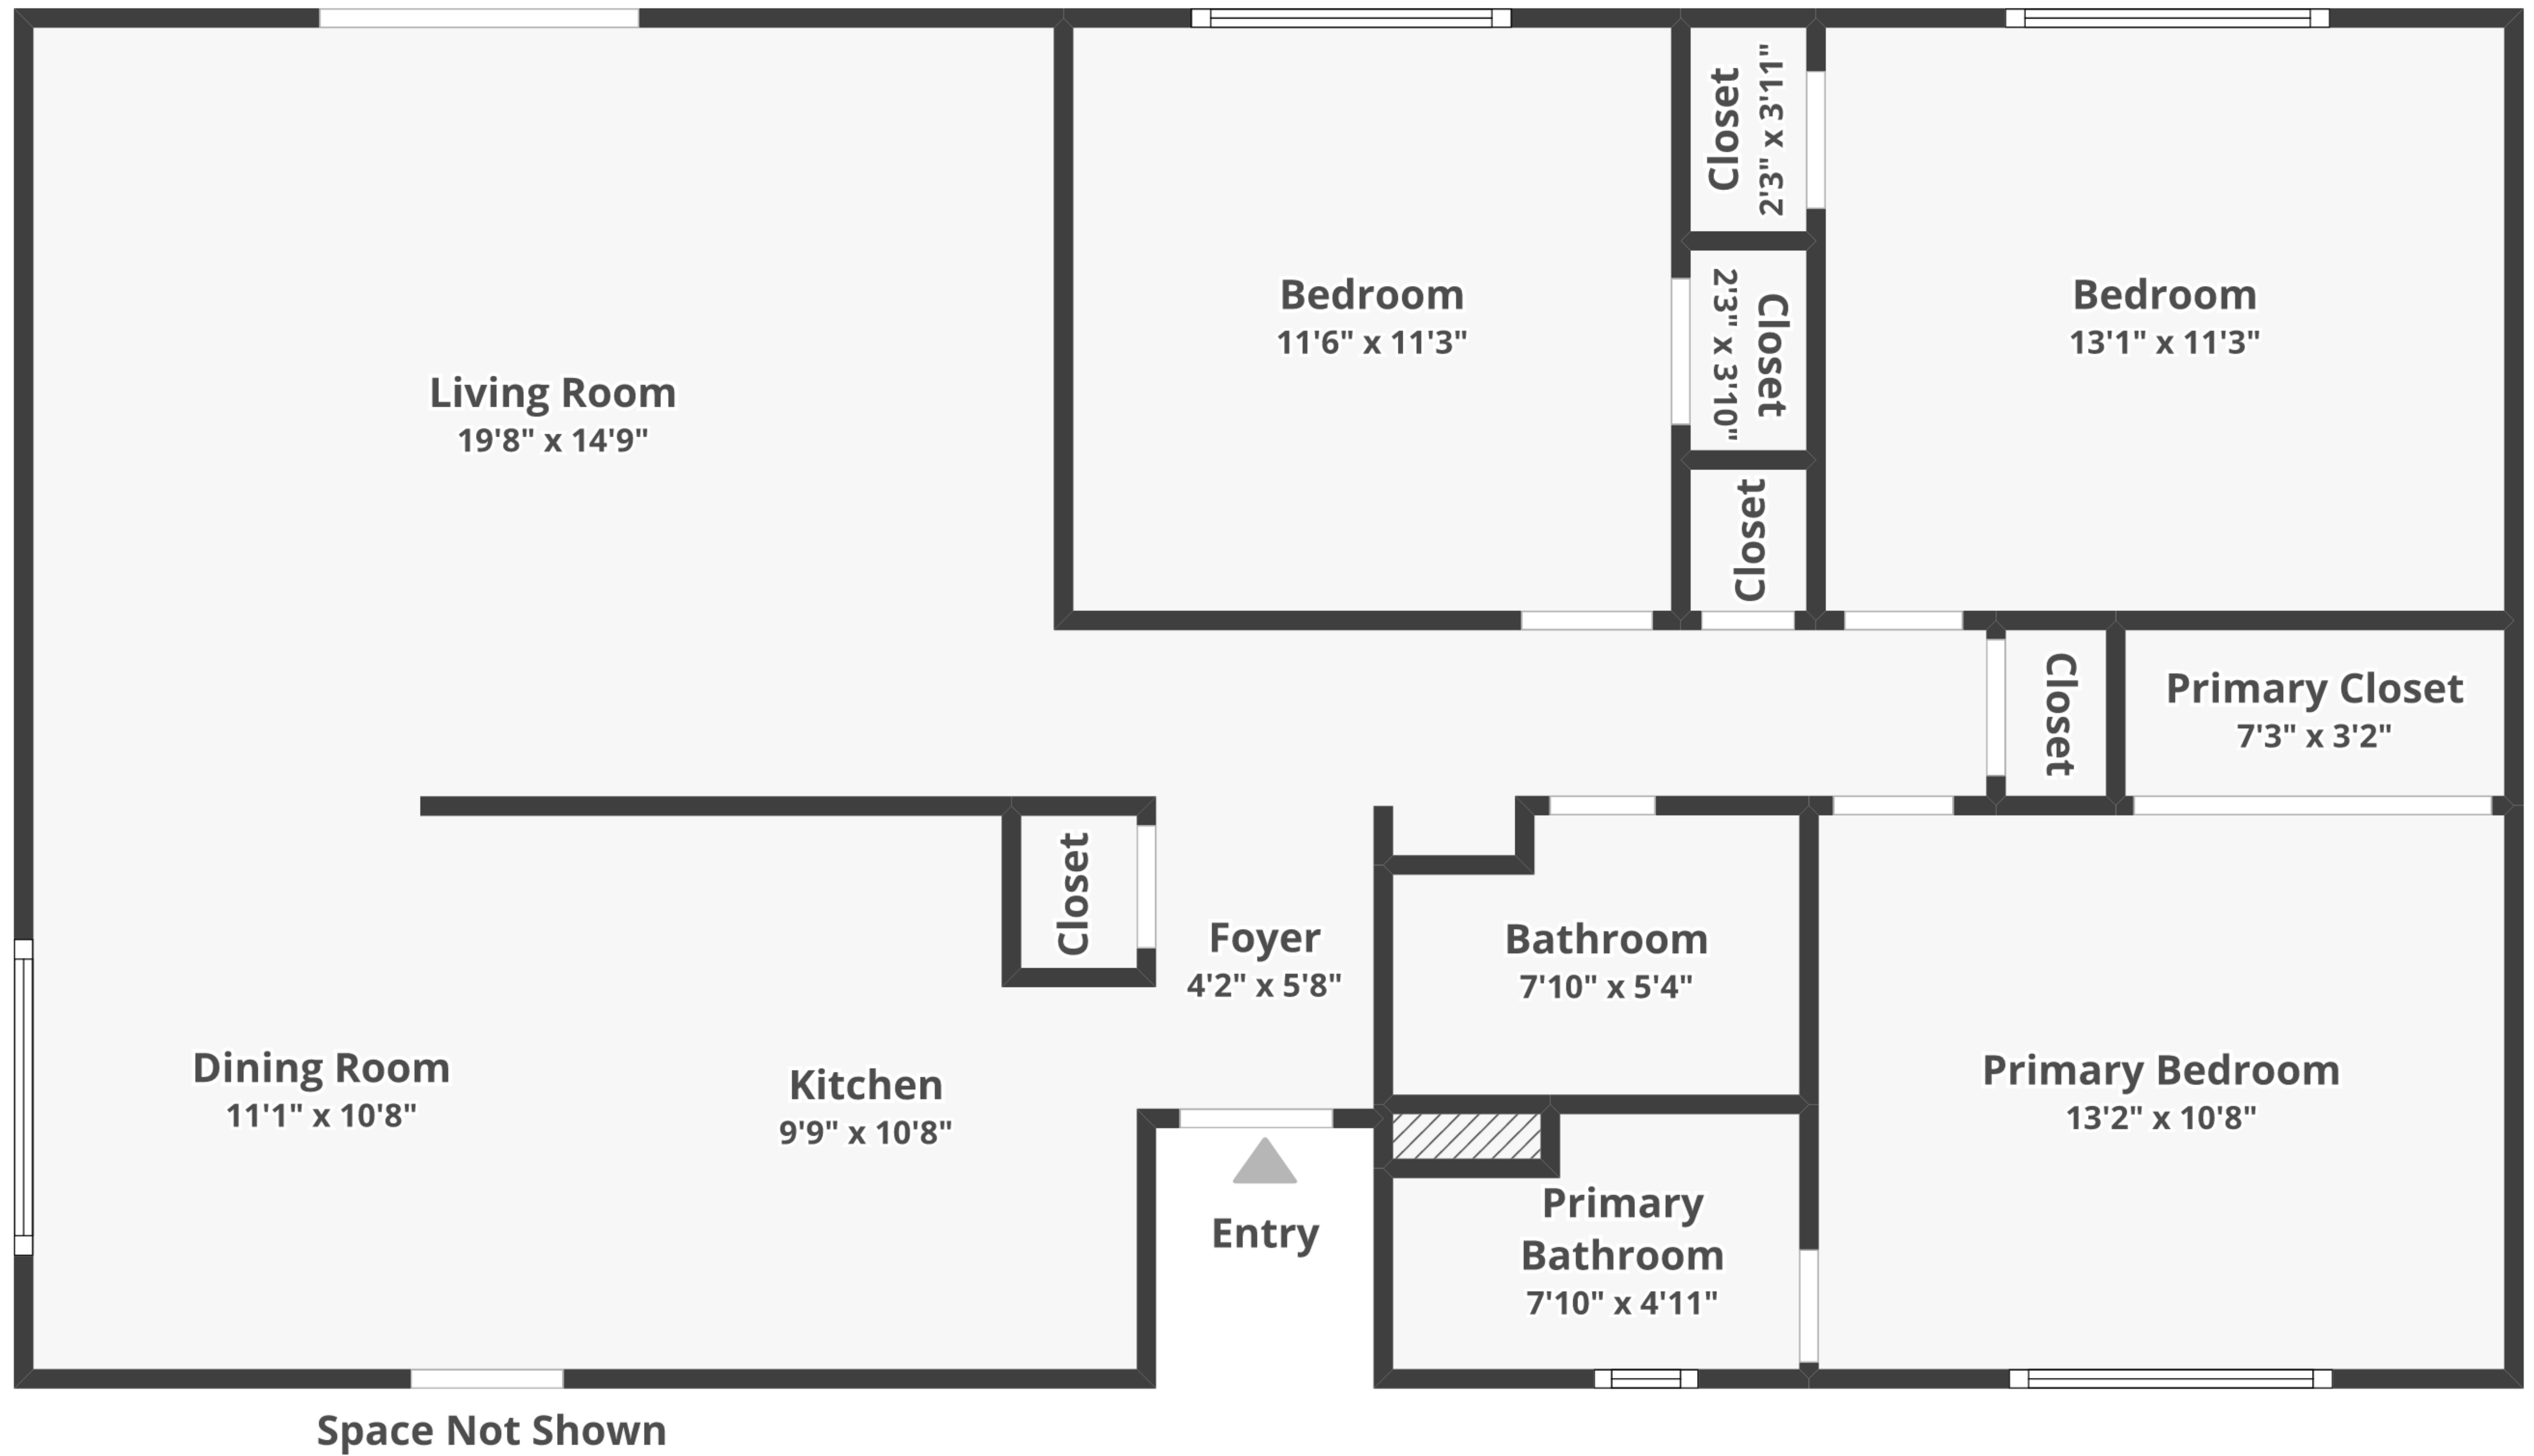 Living Room
19'8" x 14'9"
Bedroom
11'6" x 11'3"
Closet
2'3" x 3'11"
Closet
2'3" x 3'10"
Closet
Bedroom
13'1" x 11'3"
Closet
Primary Closet
7'3" x 3'2"
Closet
Foyer
4'2" x 5'8"
Bathroom
7'10" x 5'4"
Dining Room
11'1" x 10'8"
Kitchen
9'9" x 10'8"
Primary Bedroom
13'2" x 10'8"
Entry
Primary
Bathroom
7'10" x 4'11"
Space Not Shown